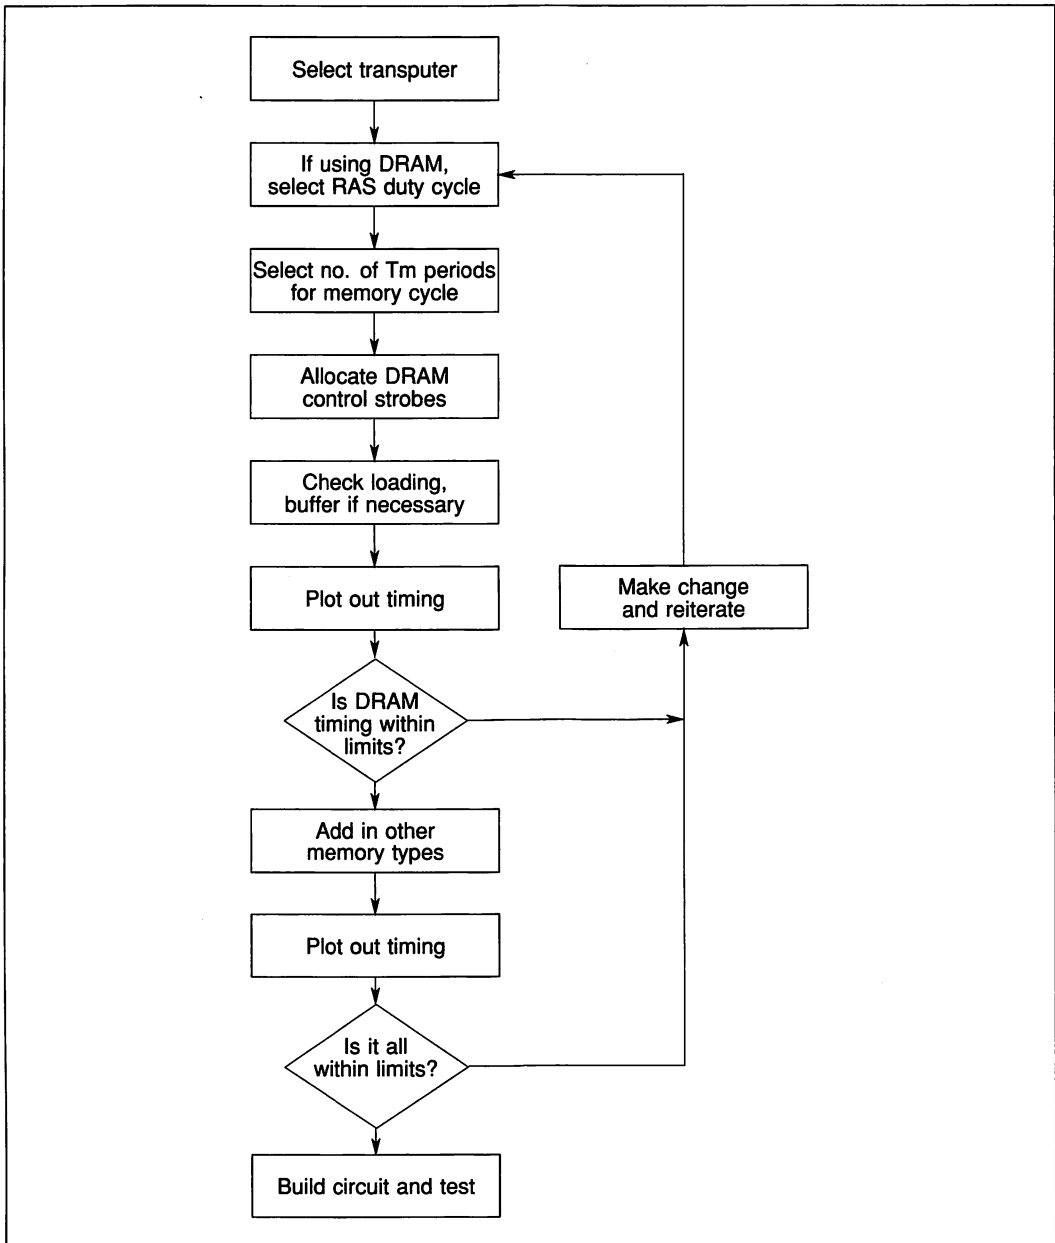 Select transputer
If using DRAM,
select RAS duty cycle
Select no. of Tm periods
for memory cycle
Allocate DRAM
control strobes
Check loading,
buffer if necessary
Plot out timing
Make change
and reiterate
Is DRAM
timing within
limits?
Add in other
memory types
Plot out timing
Is it all
within limits?
Build circuit and test